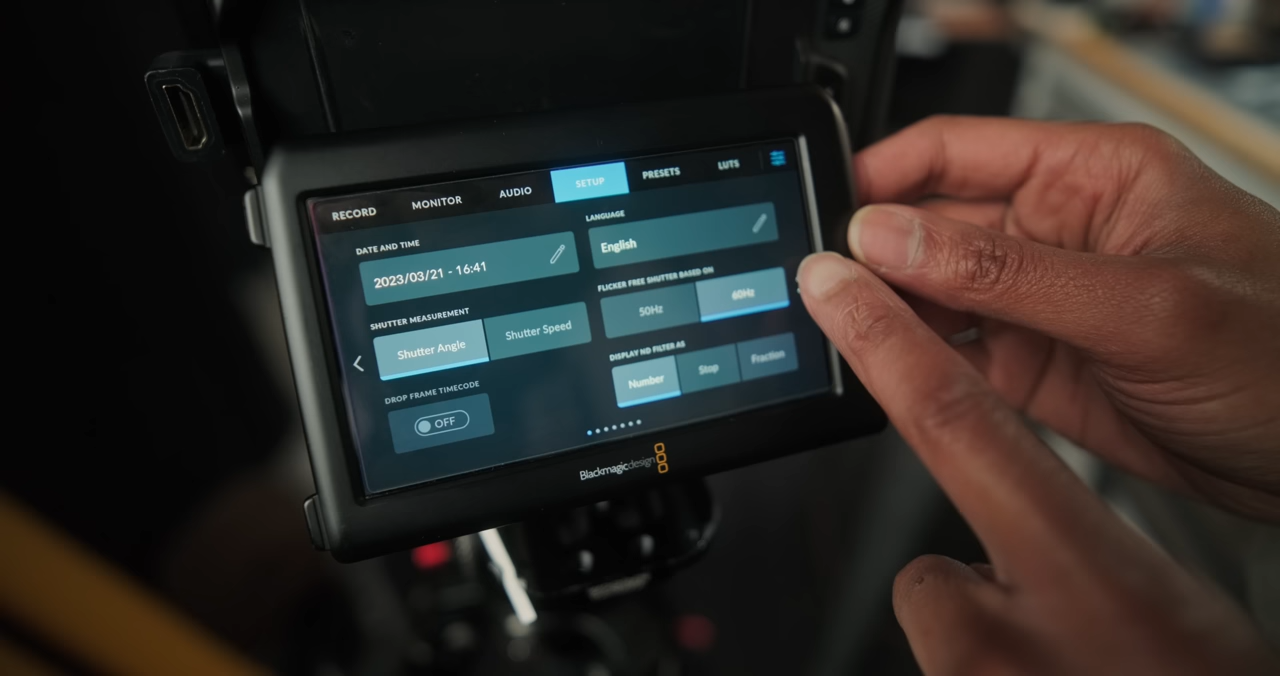 RECORD MONITOR AUDIO SETUP PRESETS LUTS
DATE AND TIME
2023/03/21 - 16:41
LANGUAGE
English
SHUTTER MEASUREMENT
Shutter Angle Shutter Speed
FLICKER FREE SHUTTER BASED ON
50Hz 60Hz
DROP FRAME TIMECODE
OFF
DISPLAY ND FILTER AS
Number Stop Fraction
Blackmagicdesign